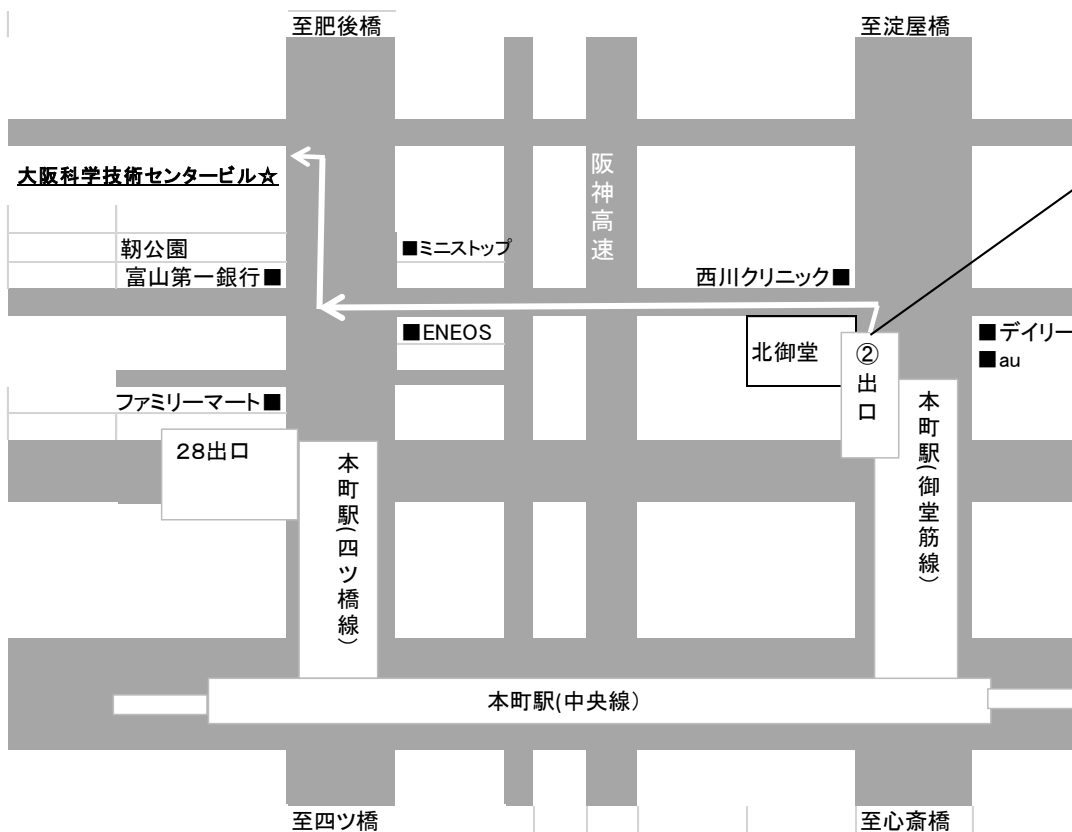 至肥後橋
至淀屋橋
阪神高速
大阪科学技術センタービル☆
靭公園
■ミニストップ
富山第一銀行■
西川クリニック■
■ENEOS
北御堂
②出口
■デイリー
■au
ファミリーマート■
28出口
本町駅(四ツ橋線)
本町駅(御堂筋線)
本町駅(中央線)
至四ツ橋
至心斎橋